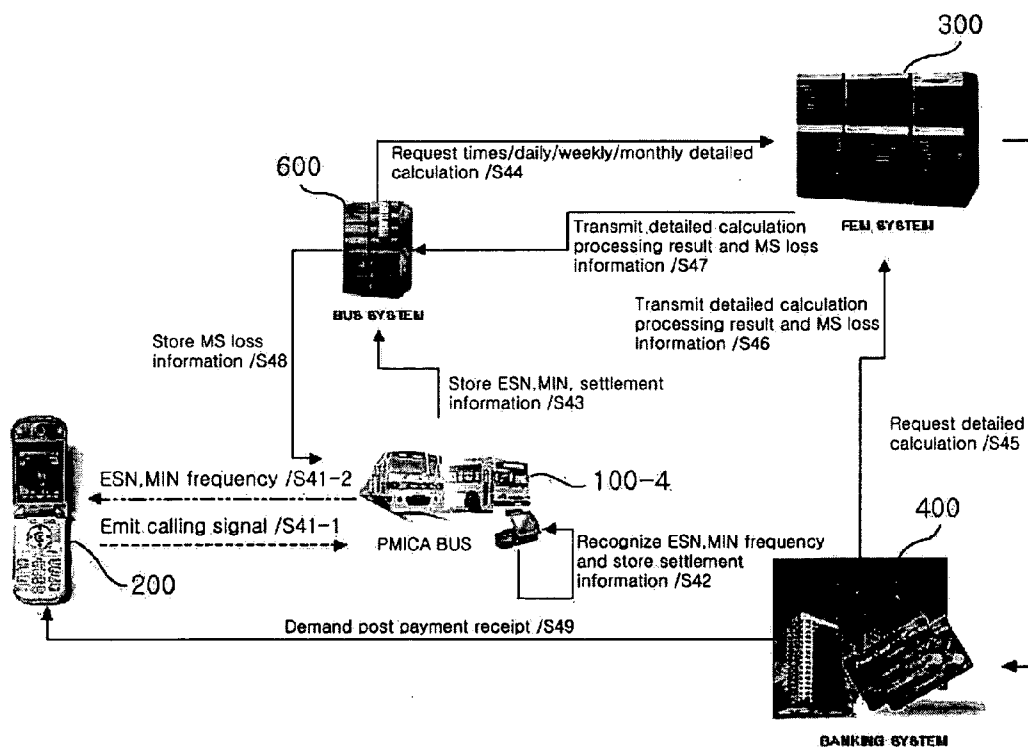 300
Request times/daily/weekly/monthly detailed
calculation /S44
600
Transmit detailed calculation
processing result and MS loss
information /S47
FEM SYSTEM
BUS SYSTEM
Transmit detailed calculation
processing result and MS loss
information /S46
Store MS loss
information /S48
Store ESN,MIN, settlement
information /S43
Request detailed
calculation /S45
ESN,MIN frequency /S41-2
100-4
400
Emit calling signal /S41-1
PMICA BUS
Recognize ESN,MIN frequency
and store settlement
information /S42
200
Demand post payment receipt /S49
BANKING SYSTEM